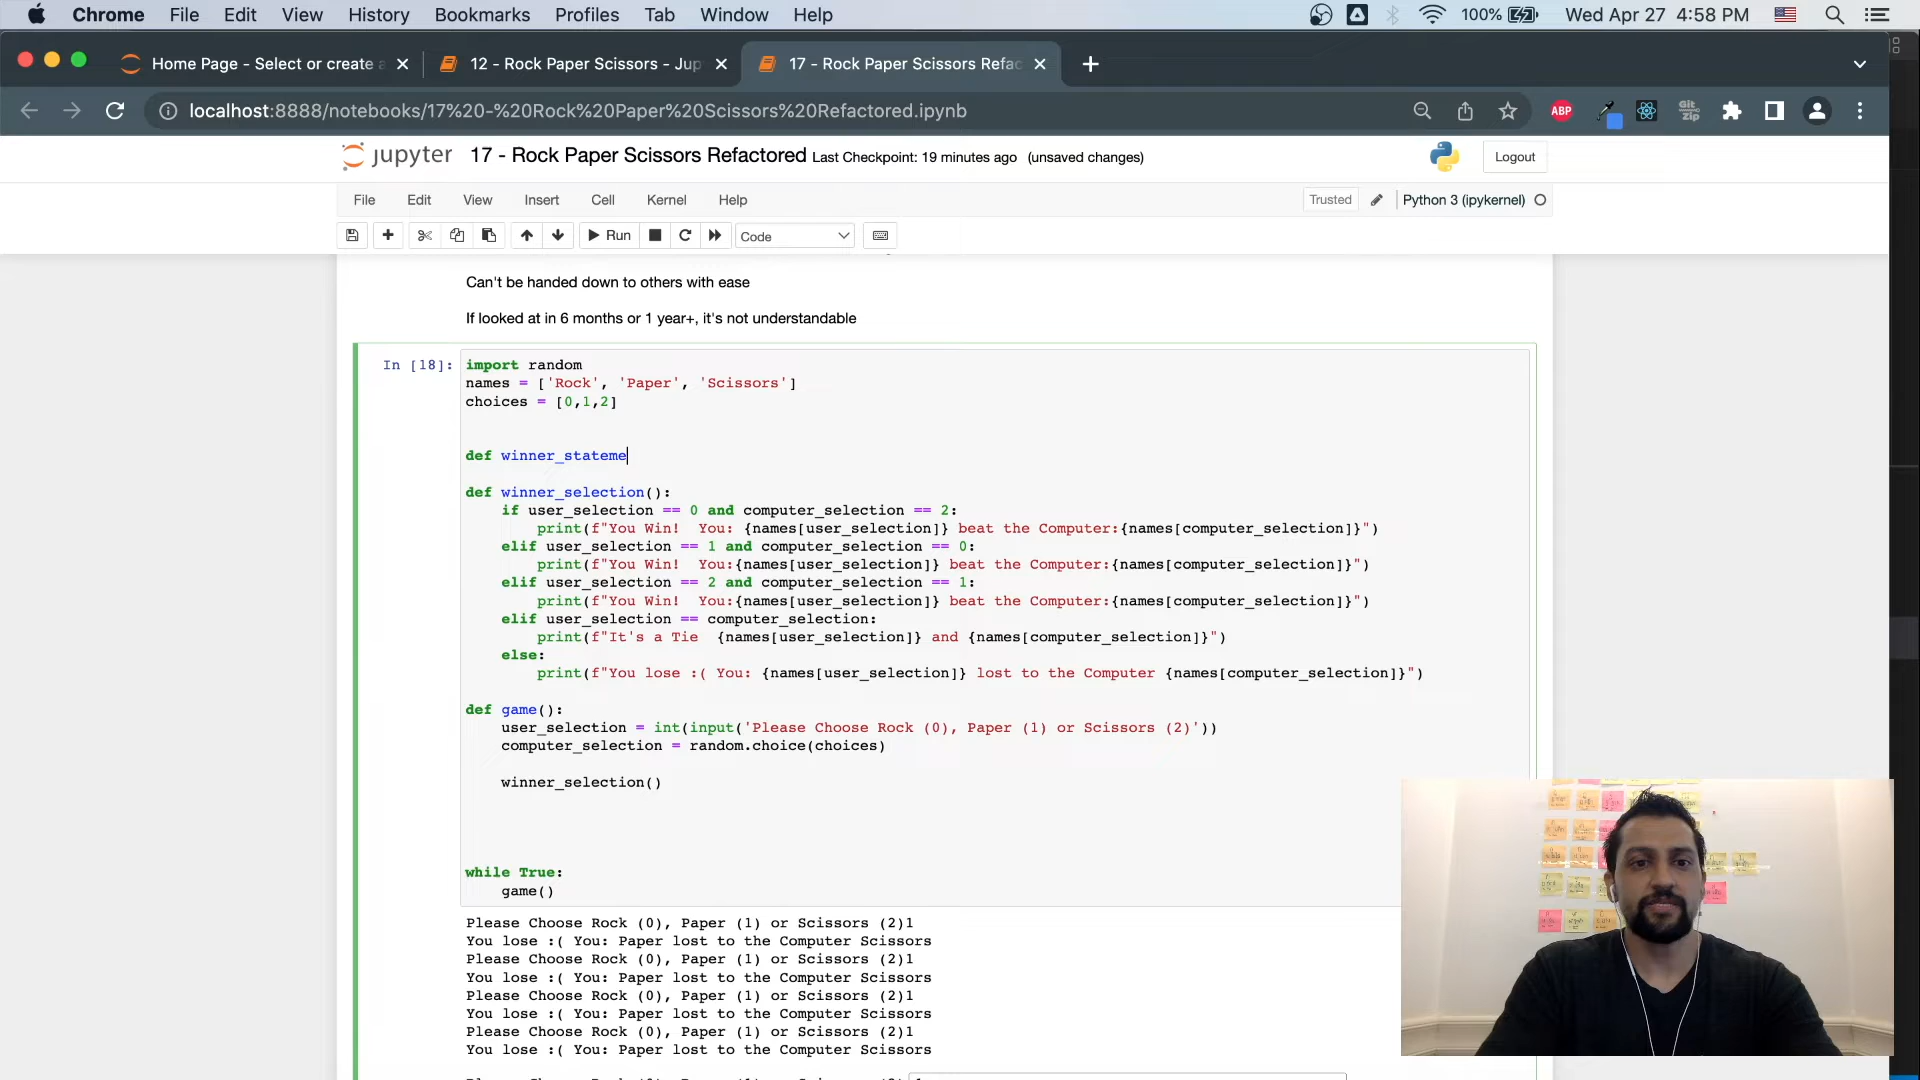 Chrome File Edit View History Bookmarks Profiles Tab Window Help 100% Wed Apr 27 4:58 PM
Home Page - Select or create a 12 - Rock Paper Scissors - Jup 17 - Rock Paper Scissors Refac
localhost:8888/notebooks/17%20-%20Rock%20Paper%20Scissors%20Refactored.ipynb ABP Git Zip
jupyter 17 - Rock Paper Scissors Refactored Last Checkpoint: 19 minutes ago (unsaved changes) Logout
File Edit View Insert Cell Kernel Help Trusted Python 3 (ipykernel)
Run Code
Can't be handed down to others with ease
If looked at in 6 months or 1 year+, it's not understandable
In [18]: import random
names = ['Rock', 'Paper', 'Scissors']
choices = [0,1,2]
def winner_stateme
def winner_selection():
    if user_selection == 0 and computer_selection == 2:
        print(f"You Win!  You: {names[user_selection]} beat the Computer:{names[computer_selection]}")
    elif user_selection == 1 and computer_selection == 0:
        print(f"You Win!  You:{names[user_selection]} beat the Computer:{names[computer_selection]}")
    elif user_selection == 2 and computer_selection == 1:
        print(f"You Win!  You:{names[user_selection]} beat the Computer:{names[computer_selection]}")
    elif user_selection == computer_selection:
        print(f"It's a Tie  {names[user_selection]} and {names[computer_selection]}")
    else:
        print(f"You lose :( You: {names[user_selection]} lost to the Computer {names[computer_selection]}")
def game():
    user_selection = int(input('Please Choose Rock (0), Paper (1) or Scissors (2)'))
    computer_selection = random.choice(choices)
    winner_selection()
while True:
    game()
Please Choose Rock (0), Paper (1) or Scissors (2)1
You lose :( You: Paper lost to the Computer Scissors
Please Choose Rock (0), Paper (1) or Scissors (2)1
You lose :( You: Paper lost to the Computer Scissors
Please Choose Rock (0), Paper (1) or Scissors (2)1
You lose :( You: Paper lost to the Computer Scissors
Please Choose Rock (0), Paper (1) or Scissors (2)1
You lose :( You: Paper lost to the Computer Scissors